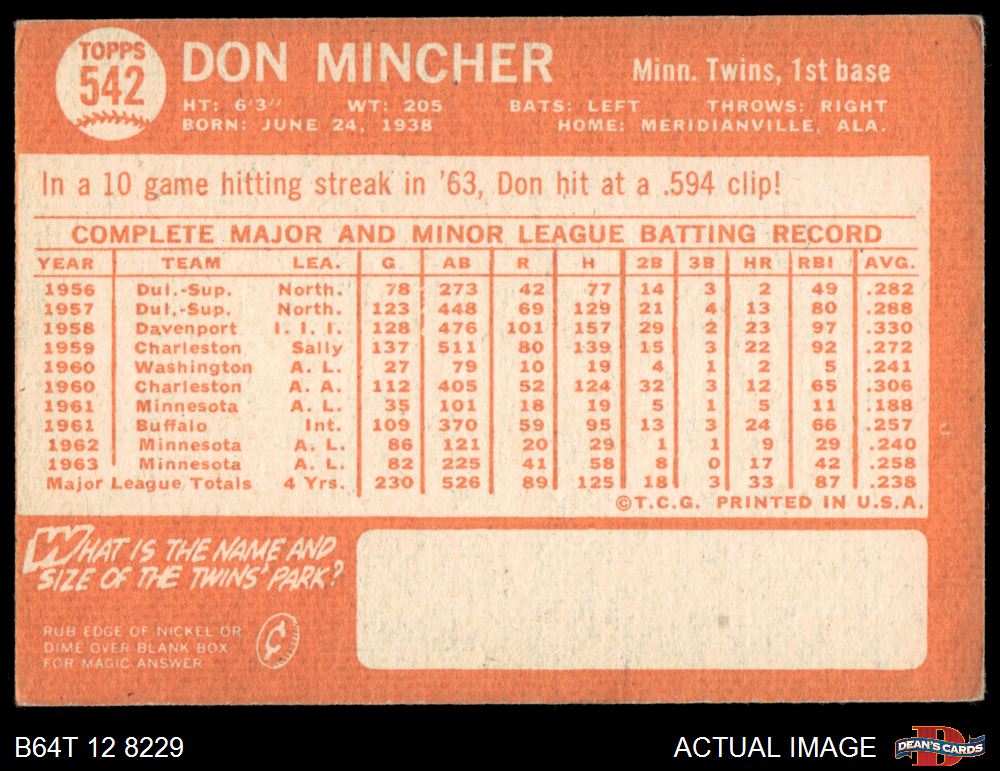 TOPPS
542
DON MINCHER
Minn. Twins, 1st base
HT: 6'3" WT: 205 BATS: LEFT THROWS: RIGHT
BORN: JUNE 24, 1938 HOME: MERIDIANVILLE, ALA.
In a 10 game hitting streak in '63, Don hit at a .594 clip!
COMPLETE MAJOR AND MINOR LEAGUE BATTING RECORD
YEAR TEAM LEA. G AB R H 2B 3B HR RBI AVG.
1956 Dul.-Sup. North. 78 273 42 77 14 3 2 49 .282
1957 Dul.-Sup. North. 123 448 69 129 21 4 13 80 .288
1958 Davenport I. I. I. 128 476 101 157 29 2 23 97 .330
1959 Charleston Sally 137 511 80 139 15 3 22 92 .272
1960 Washington A. L. 27 79 10 19 4 1 2 5 .241
1960 Charleston A. A. 112 405 52 124 32 3 12 65 .306
1961 Minnesota A. L. 35 101 18 19 5 1 5 11 .188
1961 Buffalo Int. 109 370 59 95 13 3 24 66 .257
1962 Minnesota A. L. 86 121 20 29 1 1 9 29 .240
1963 Minnesota A. L. 82 225 41 58 8 0 17 42 .258
Major League Totals 4 Yrs. 230 526 89 125 18 3 33 87 .238
©T.C.G. PRINTED IN U.S.A.
WHAT IS THE NAME AND
SIZE OF THE TWINS' PARK?
RUB EDGE OF NICKEL OR
DIME OVER BLANK BOX
FOR MAGIC ANSWER
¢
B64T 12 8229
ACTUAL IMAGE
D
DEAN'S CARDS